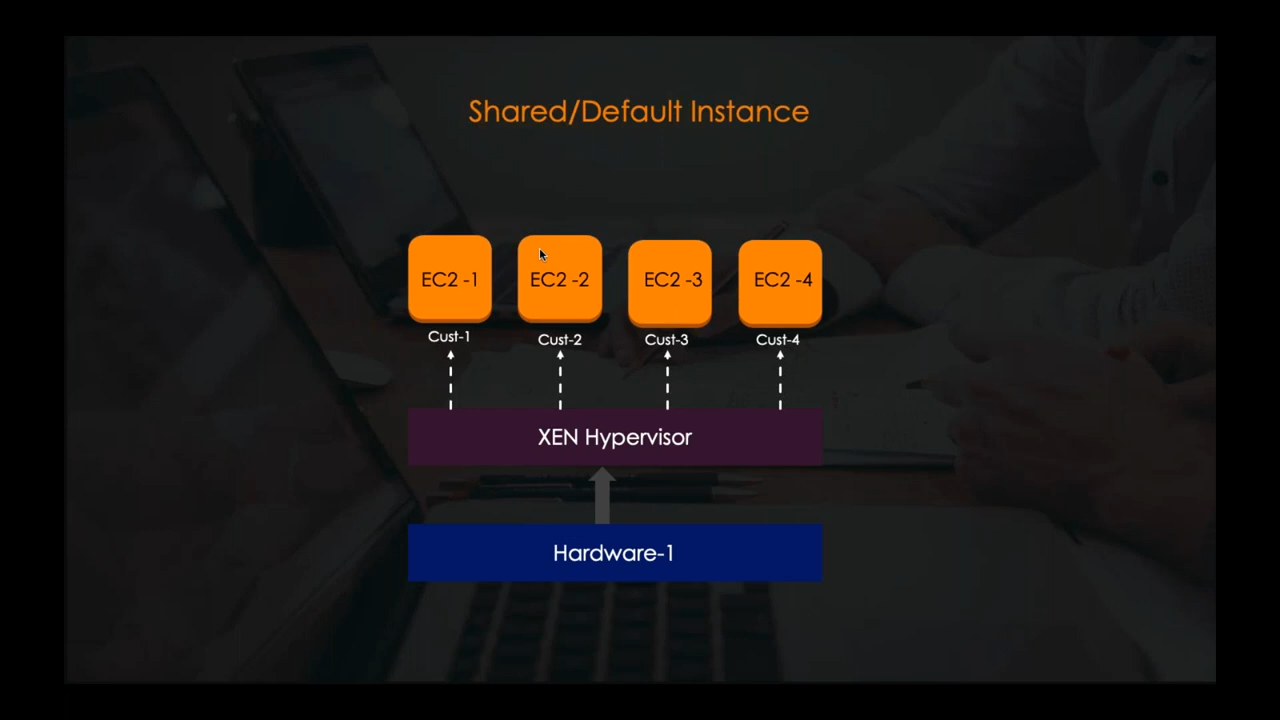 Shared/Default Instance
EC2 -1
EC2 -2
EC2 -3
EC2 -4
Cust-1
Cust-2
Cust-3
Cust-4
XEN Hypervisor
Hardware-1